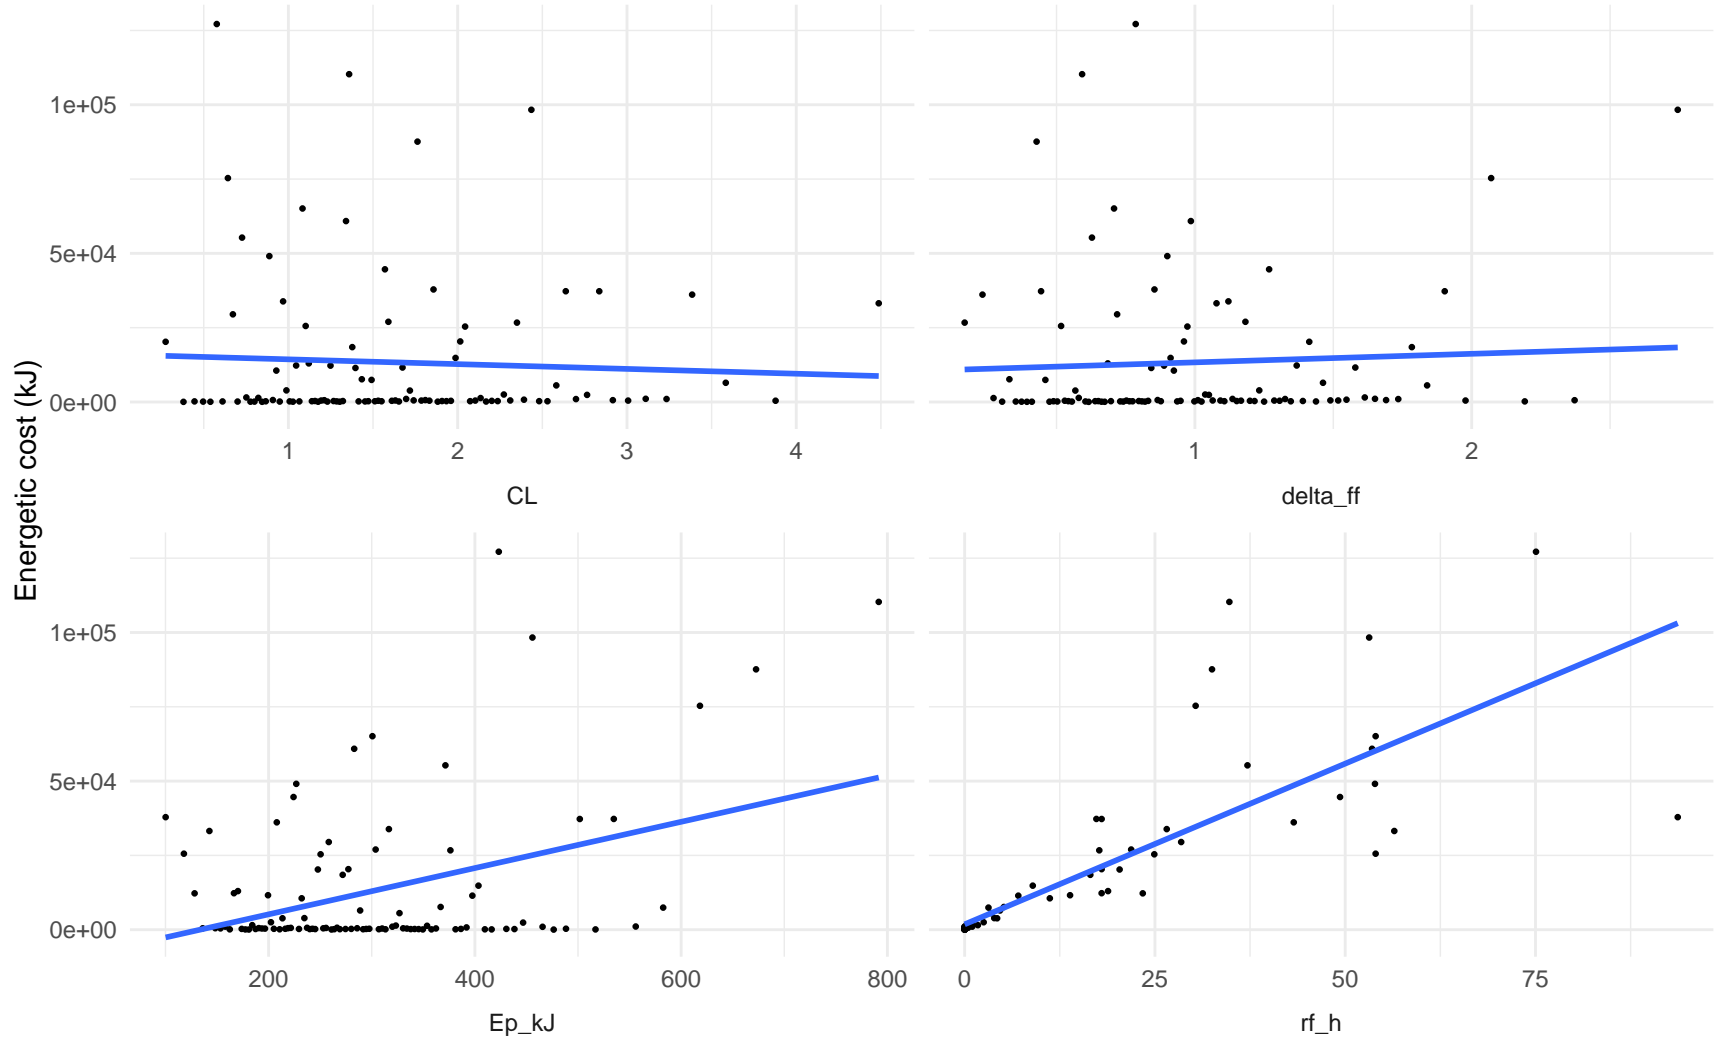 Energetic cost (kJ)
1e+05
5e+04
0e+00
1 2 3 4
CL
1 2
delta_ff
1e+05
5e+04
0e+00
200 400 600 800
Ep_kJ
0 25 50 75
rf_h